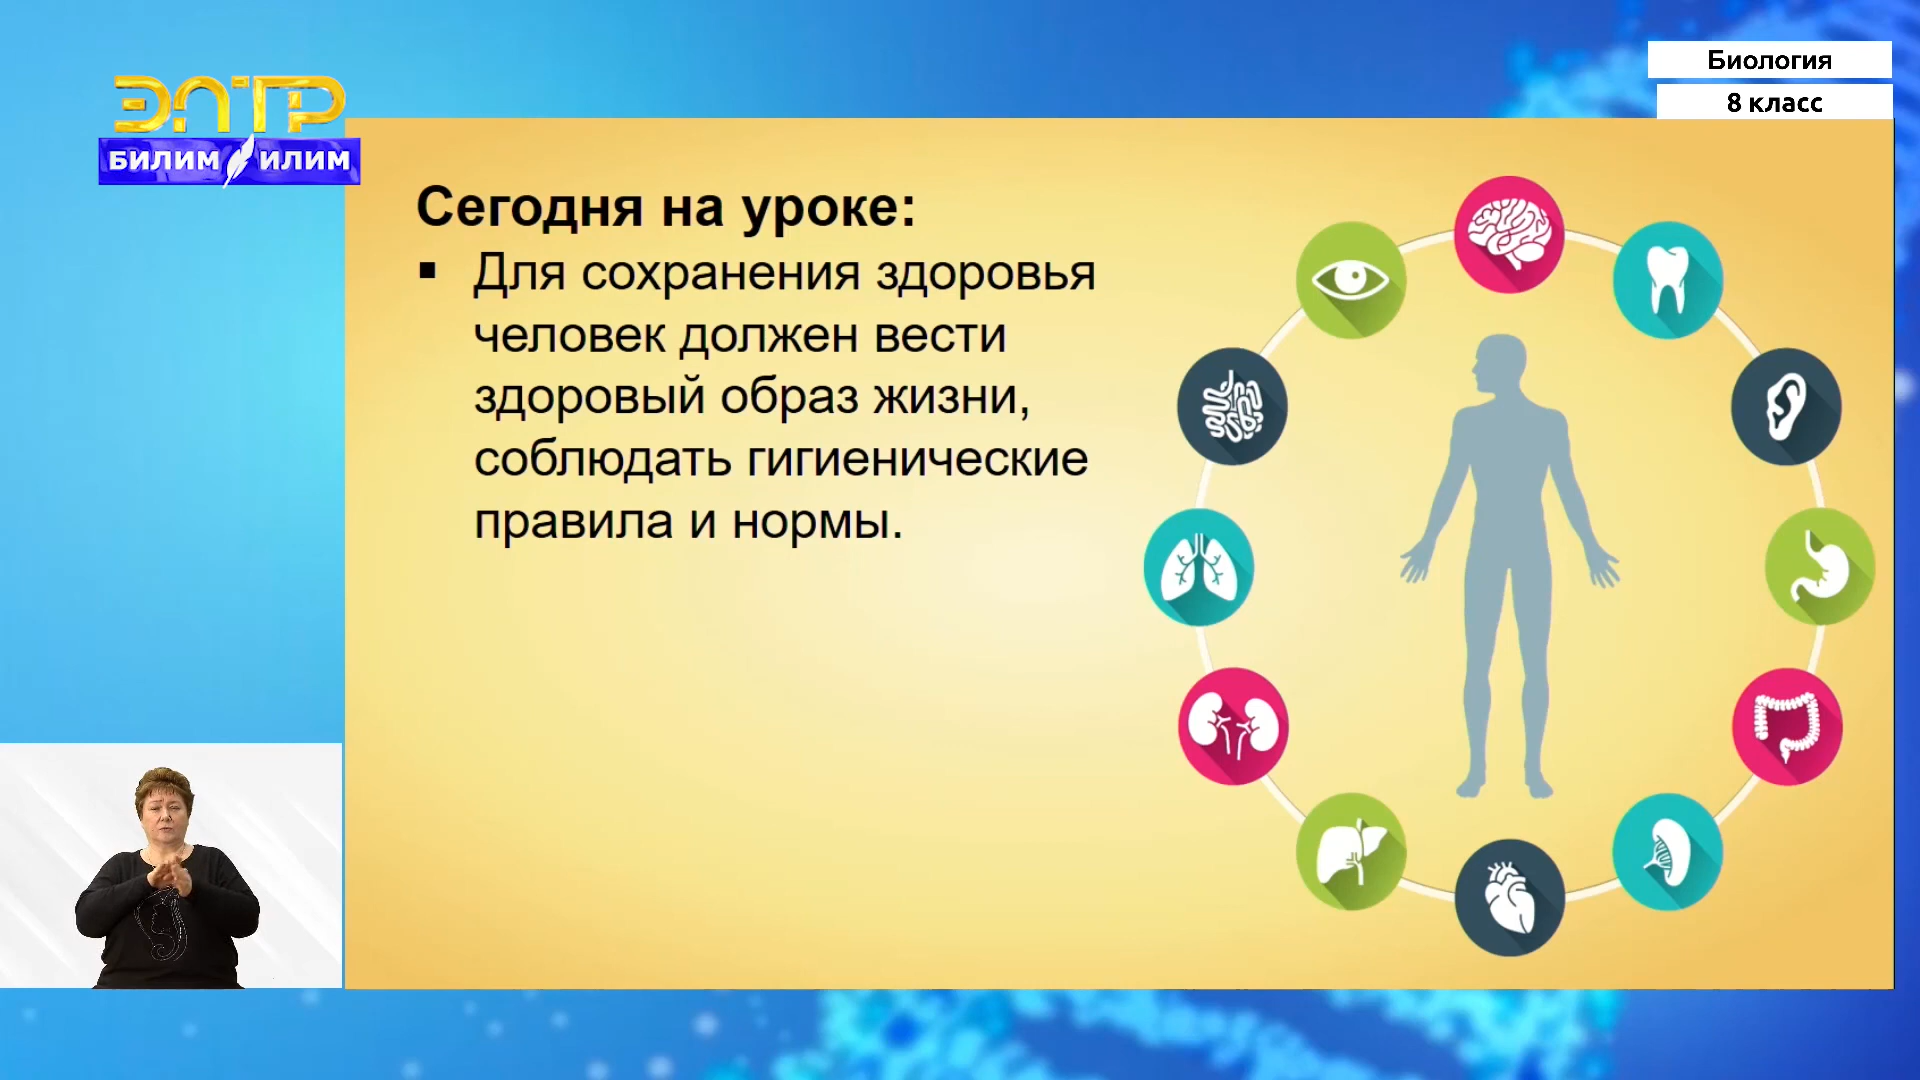 Биология
8 класс
ЭЛТР
БИЛИМ ИЛИМ
Сегодня на уроке:
▪ Для сохранения здоровья
человек должен вести
здоровый образ жизни,
соблюдать гигиенические
правила и нормы.